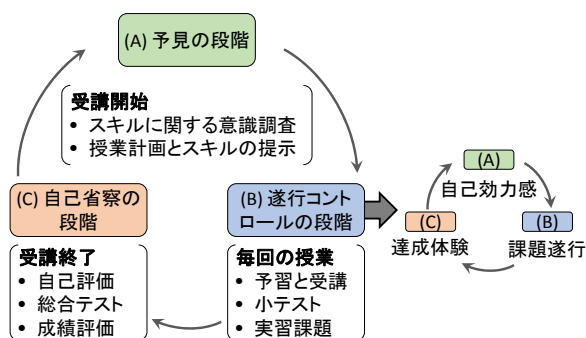 (A) 予見の段階
受講開始
• スキルに関する意識調査
• 授業計画とスキルの提示
(C) 自己省察の
段階
(B) 遂行コント
ロールの段階
受講終了
• 自己評価
• 総合テスト
• 成績評価
毎回の授業
• 予習と受講
• 小テスト
• 実習課題
(A)
自己効力感
(C)
達成体験
(B)
課題遂行